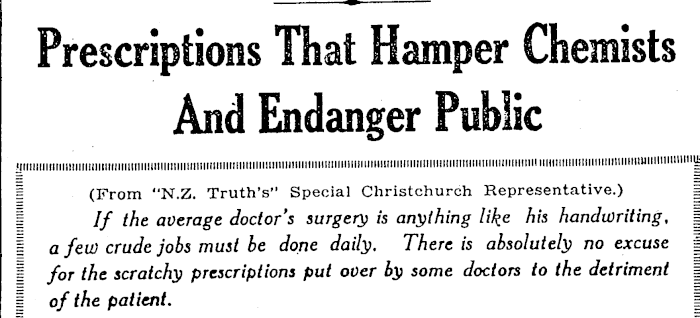 Prescriptions That Hamper Chemists
And Endanger Public
(From "N.Z. Truth's" Special Christchurch Representative.)
If the average doctor's surgery is anything like his handwriting,
a few crude jobs must be done daily. There is absolutely no excuse
for the scratchy prescriptions put over by some doctors to the detriment
of the patient.